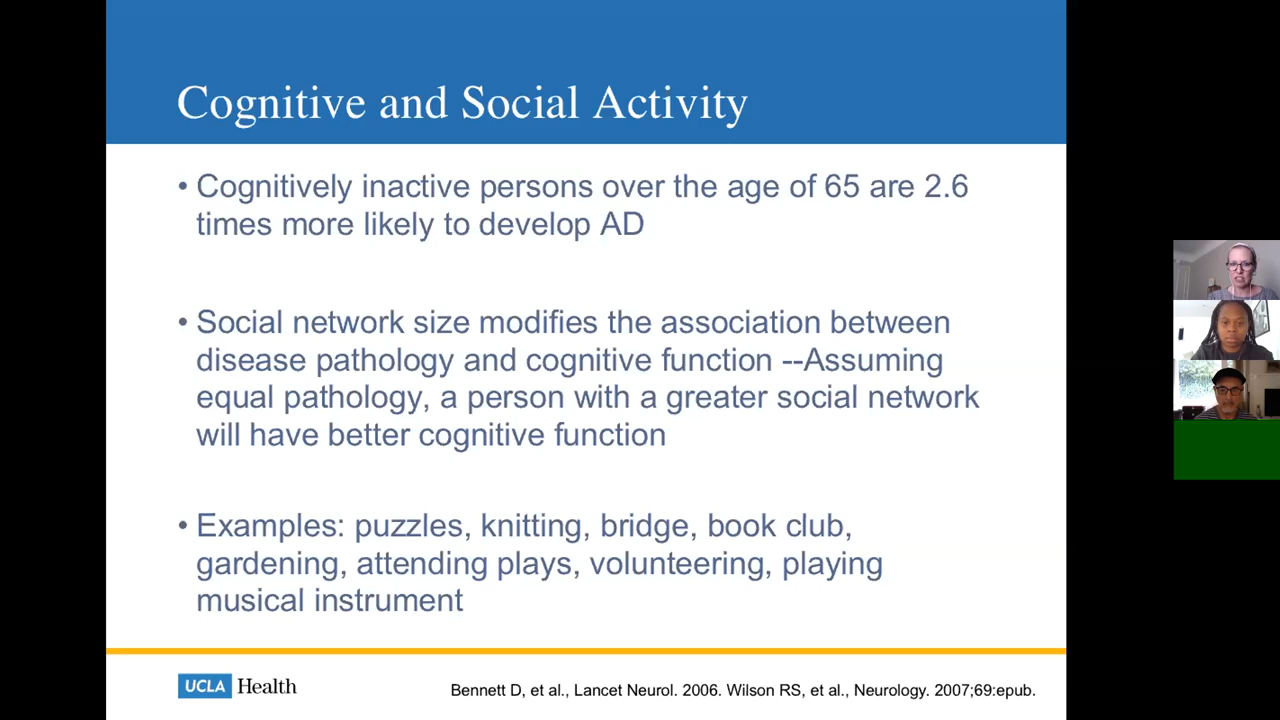 Cognitive and Social Activity
• Cognitively inactive persons over the age of 65 are 2.6
times more likely to develop AD
• Social network size modifies the association between
disease pathology and cognitive function --Assuming
equal pathology, a person with a greater social network
will have better cognitive function
• Examples: puzzles, knitting, bridge, book club,
gardening, attending plays, volunteering, playing
musical instrument
UCLA Health
Bennett D, et al., Lancet Neurol. 2006. Wilson RS, et al., Neurology. 2007;69:epub.